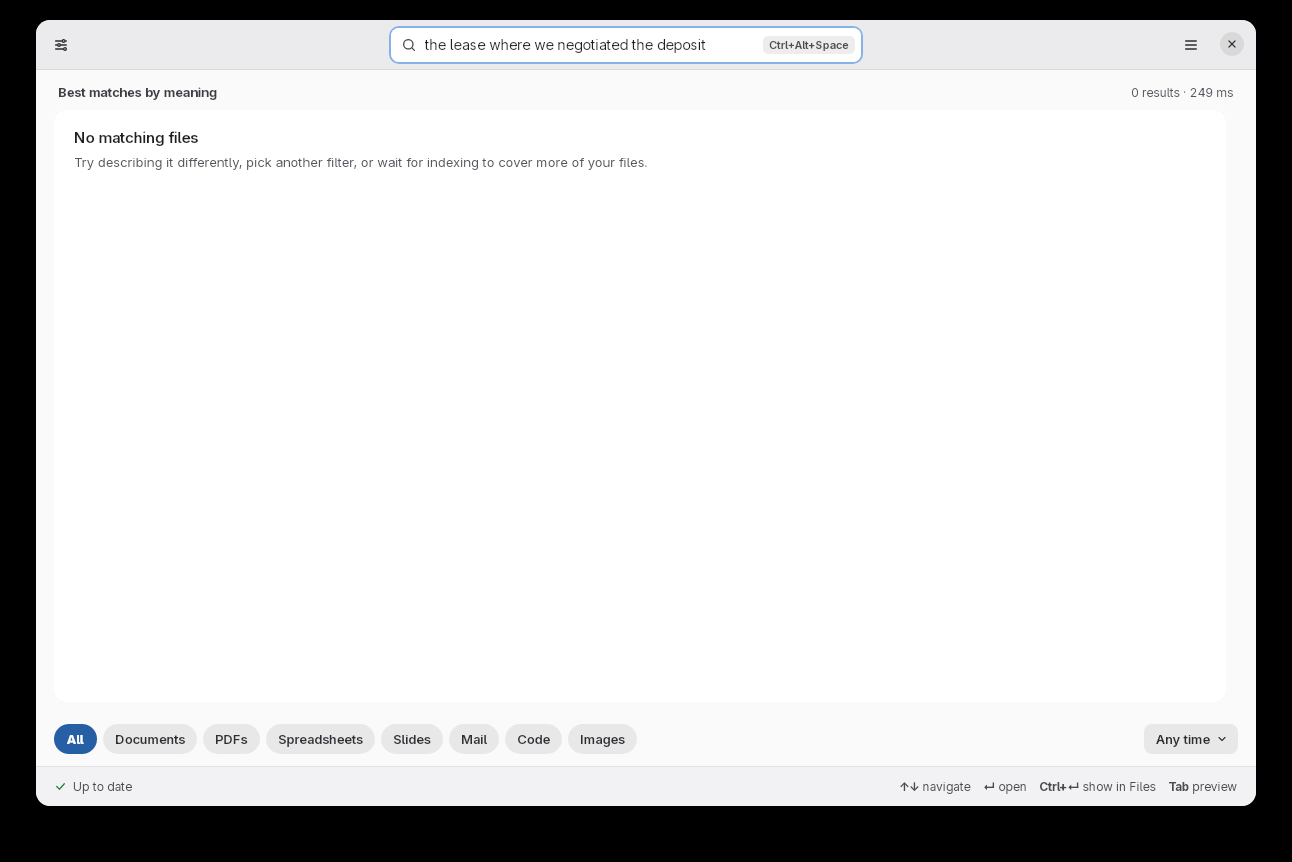 the lease where we negotiated the deposit Ctrl+Alt+Space
Best matches by meaning 0 results · 249 ms
No matching files
Try describing it differently, pick another filter, or wait for indexing to cover more of your files.
All Documents PDFs Spreadsheets Slides Mail Code Images Any time
Up to date ↑↓ navigate ↵ open Ctrl+↵ show in Files Tab preview